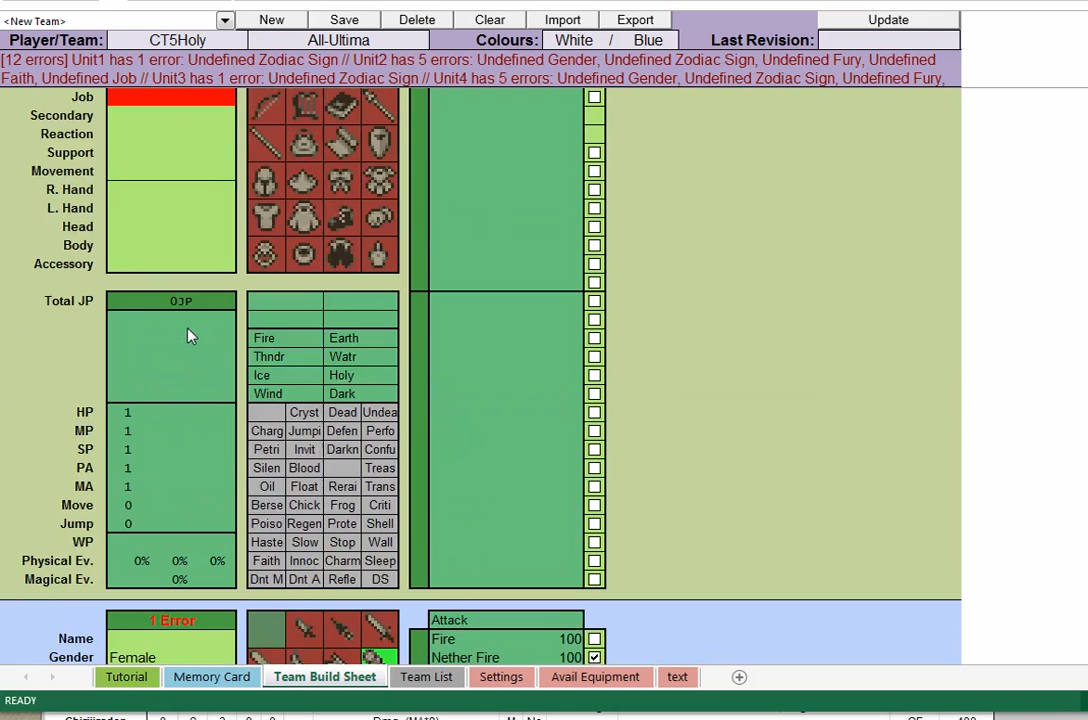 <New Team> New Save Delete Clear Import Export Update
Player/Team: CT5Holy All-Ultima Colours: White / Blue Last Revision:
[12 errors] Unit1 has 1 error: Undefined Zodiac Sign // Unit2 has 5 errors: Undefined Gender, Undefined Zodiac Sign, Undefined Fury, Undefined
Faith, Undefined Job // Unit3 has 1 error: Undefined Zodiac Sign // Unit4 has 5 errors: Undefined Gender, Undefined Zodiac Sign, Undefined Fury,
Job
Secondary
Reaction
Support
Movement
R. Hand
L. Hand
Head
Body
Accessory
Total JP 0JP
Fire Earth
Thndr Watr
Ice Holy
Wind Dark
HP 1 Cryst Dead Undea
MP 1 Charg Jumpi Defen Perfo
SP 1 Petri Invit Darkn Confu
PA 1 Silen Blood Treas
MA 1 Oil Float Rerai Trans
Move 0 Berse Chick Frog Criti
Jump 0 Poiso Regen Prote Shell
WP Haste Slow Stop Wall
Physical Ev. 0% 0% 0% Faith Innoc Charm Sleep
Magical Ev. 0% Dnt M Dnt A Refle DS
1 Error Attack
Name Fire 100
Gender Female Nether Fire 100
Tutorial Memory Card Team Build Sheet Team List Settings Avail Equipment text
READY